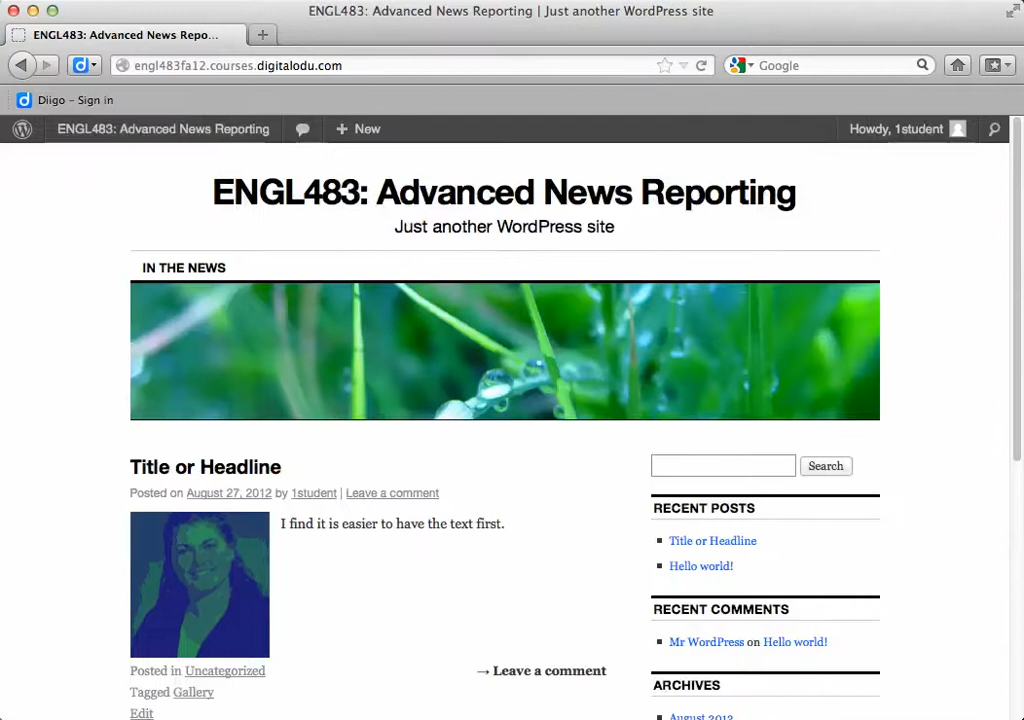 ENGL483: Advanced News Reporting | Just another WordPress site
ENGL483: Advanced News Repo...
engl483fa12.courses.digitalodu.com
Google
Diigo - Sign in
ENGL483: Advanced News Reporting
+ New
Howdy, 1student
ENGL483: Advanced News Reporting
Just another WordPress site
IN THE NEWS
Title or Headline
Posted on August 27, 2012 by 1student | Leave a comment
I find it is easier to have the text first.
Posted in Uncategorized
Tagged Gallery
Edit
→ Leave a comment
Search
RECENT POSTS
Title or Headline
Hello world!
RECENT COMMENTS
Mr WordPress on Hello world!
ARCHIVES
August 2012